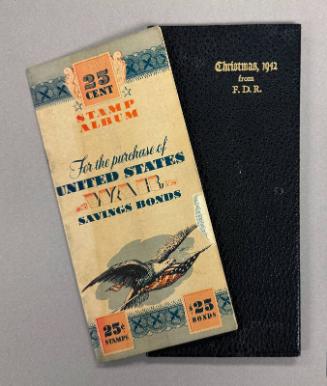 25
CENT
STAMP
ALBUM
For the purchase of
UNITED STATES
WAR
SAVINGS BONDS
25¢
STAMPS
$25
BONDS
Christmas, 1942
from
F. D. R.